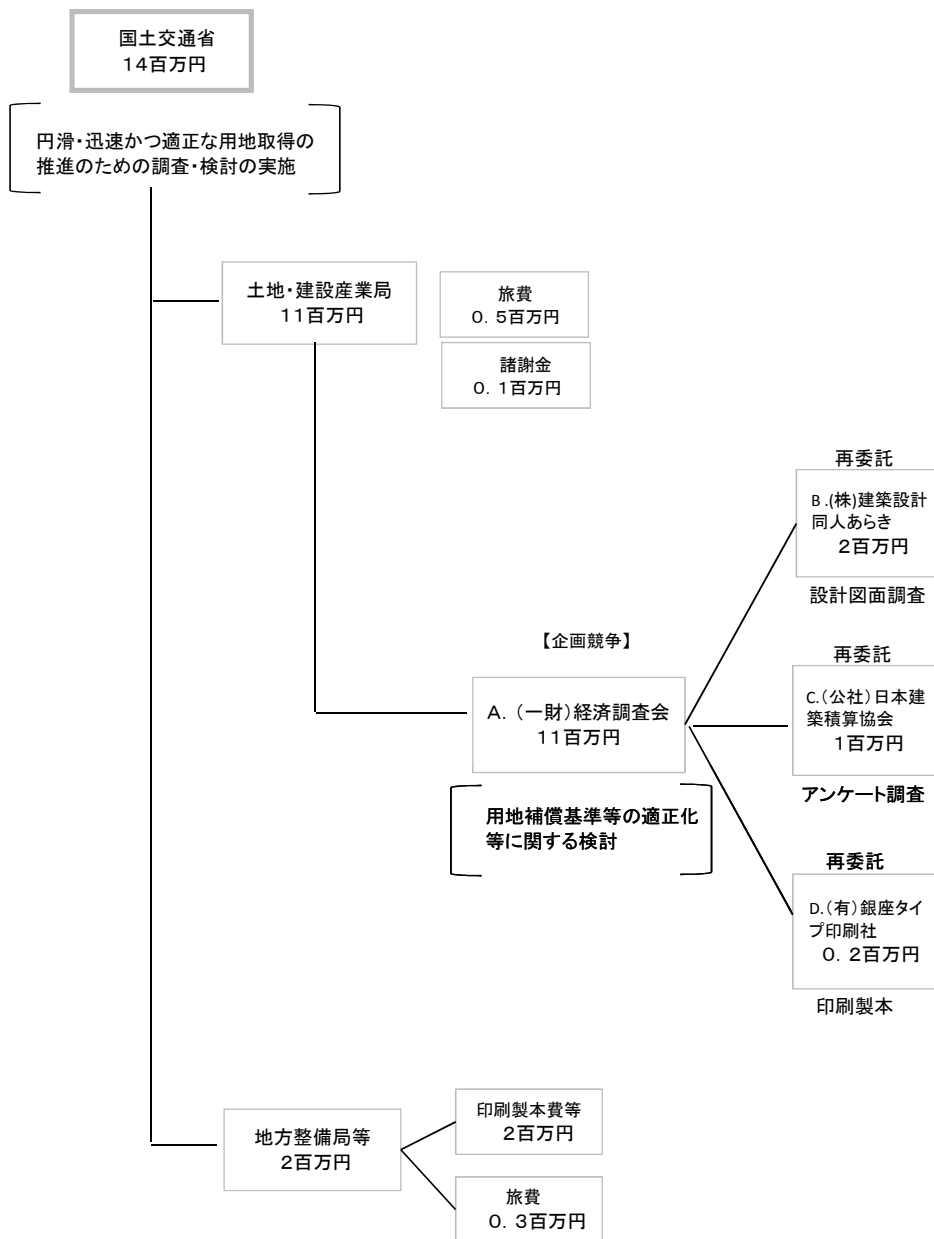 国土交通省
14百万円
円滑・迅速かつ適正な用地取得の
推進のための調査・検討の実施
土地・建設産業局
11百万円
旅費
０．５百万円
諸謝金
０．１百万円
再委託
B.(株)建築設計
同人あらき
２百万円
設計図面調査
【企画競争】
A．（一財）経済調査会
11百万円
用地補償基準等の適正化
等に関する検討
再委託
C.（公社）日本建
築積算協会
１百万円
アンケート調査
再委託
D.（有）銀座タイ
プ印刷社
０．２百万円
印刷製本
地方整備局等
２百万円
印刷製本費等
２百万円
旅費
０．３百万円